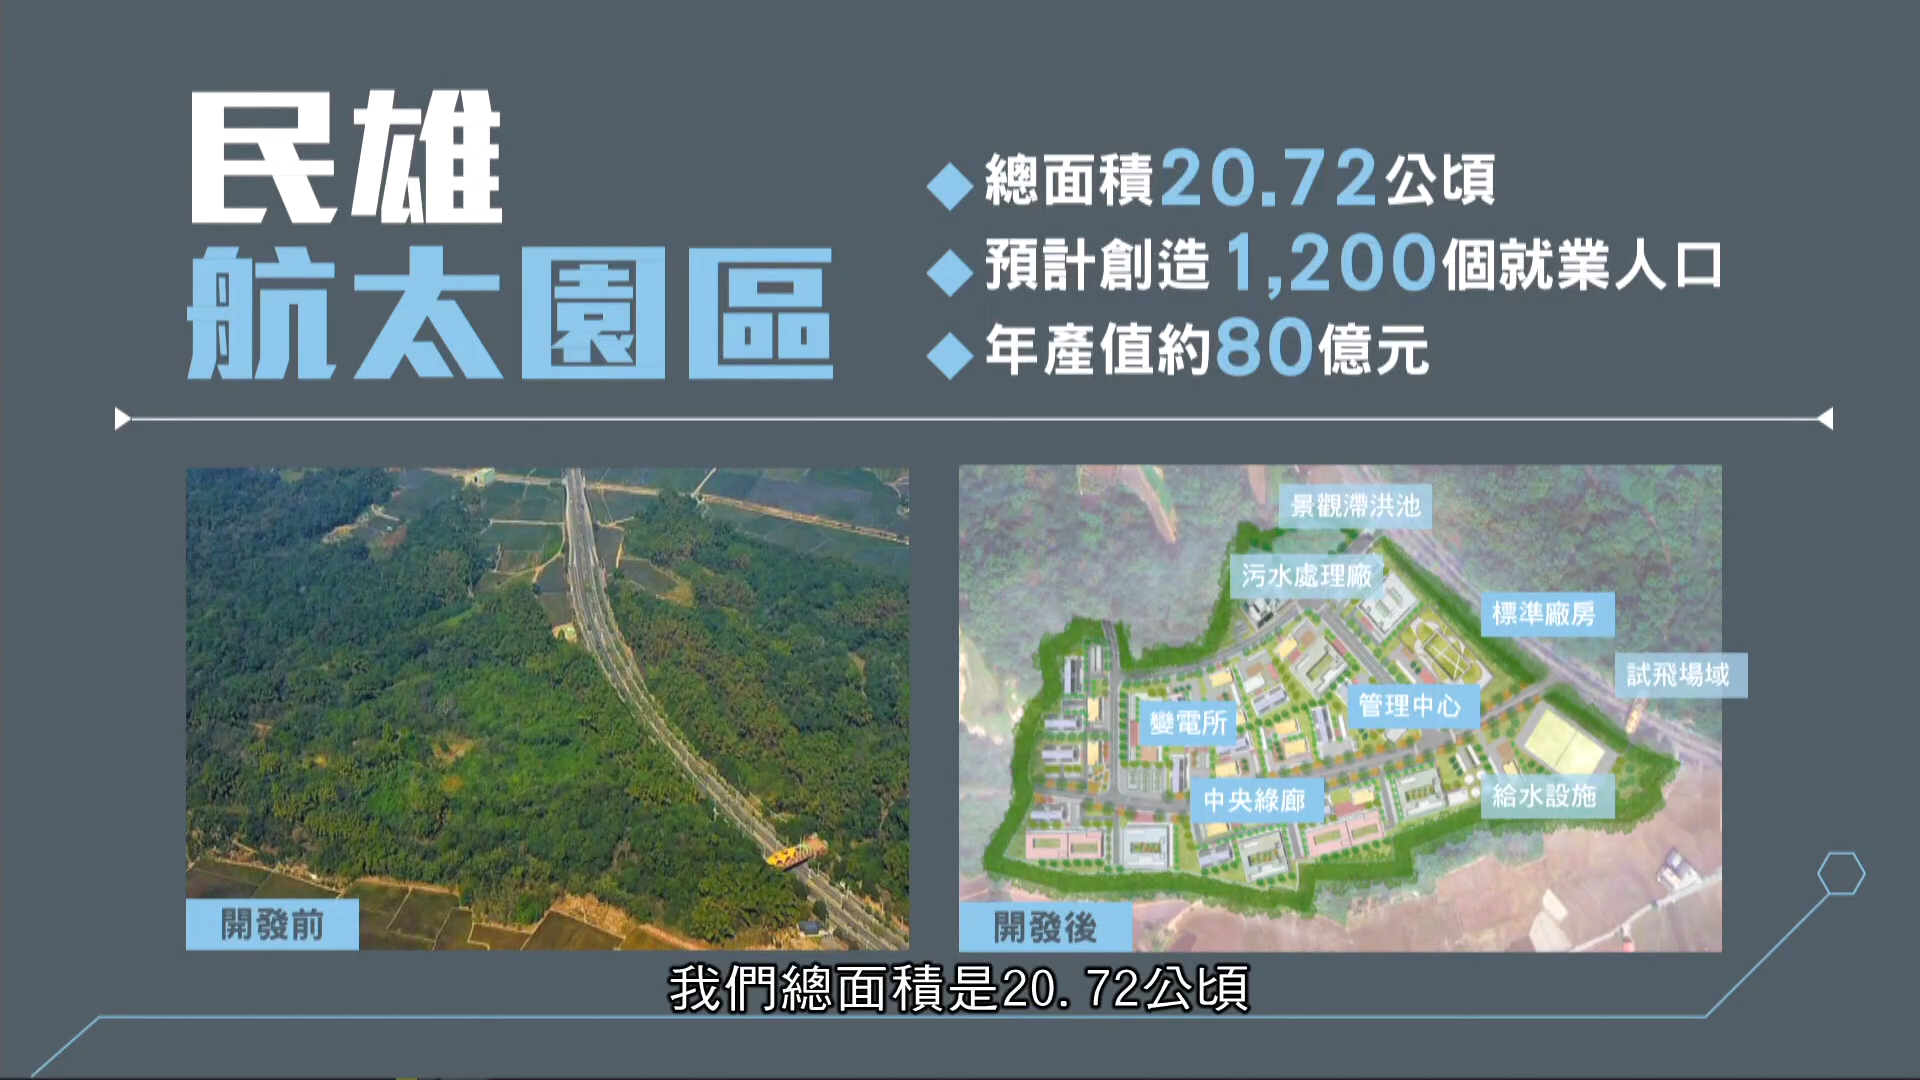 民雄
航太園區
總面積20.72公頃
預計創造1,200個就業人口
年產值約80億元
開發前
景觀滯洪池
污水處理廠
標準廠房
試飛場域
管理中心
變電所
中央綠廊
給水設施
開發後
我們總面積是20.72公頃